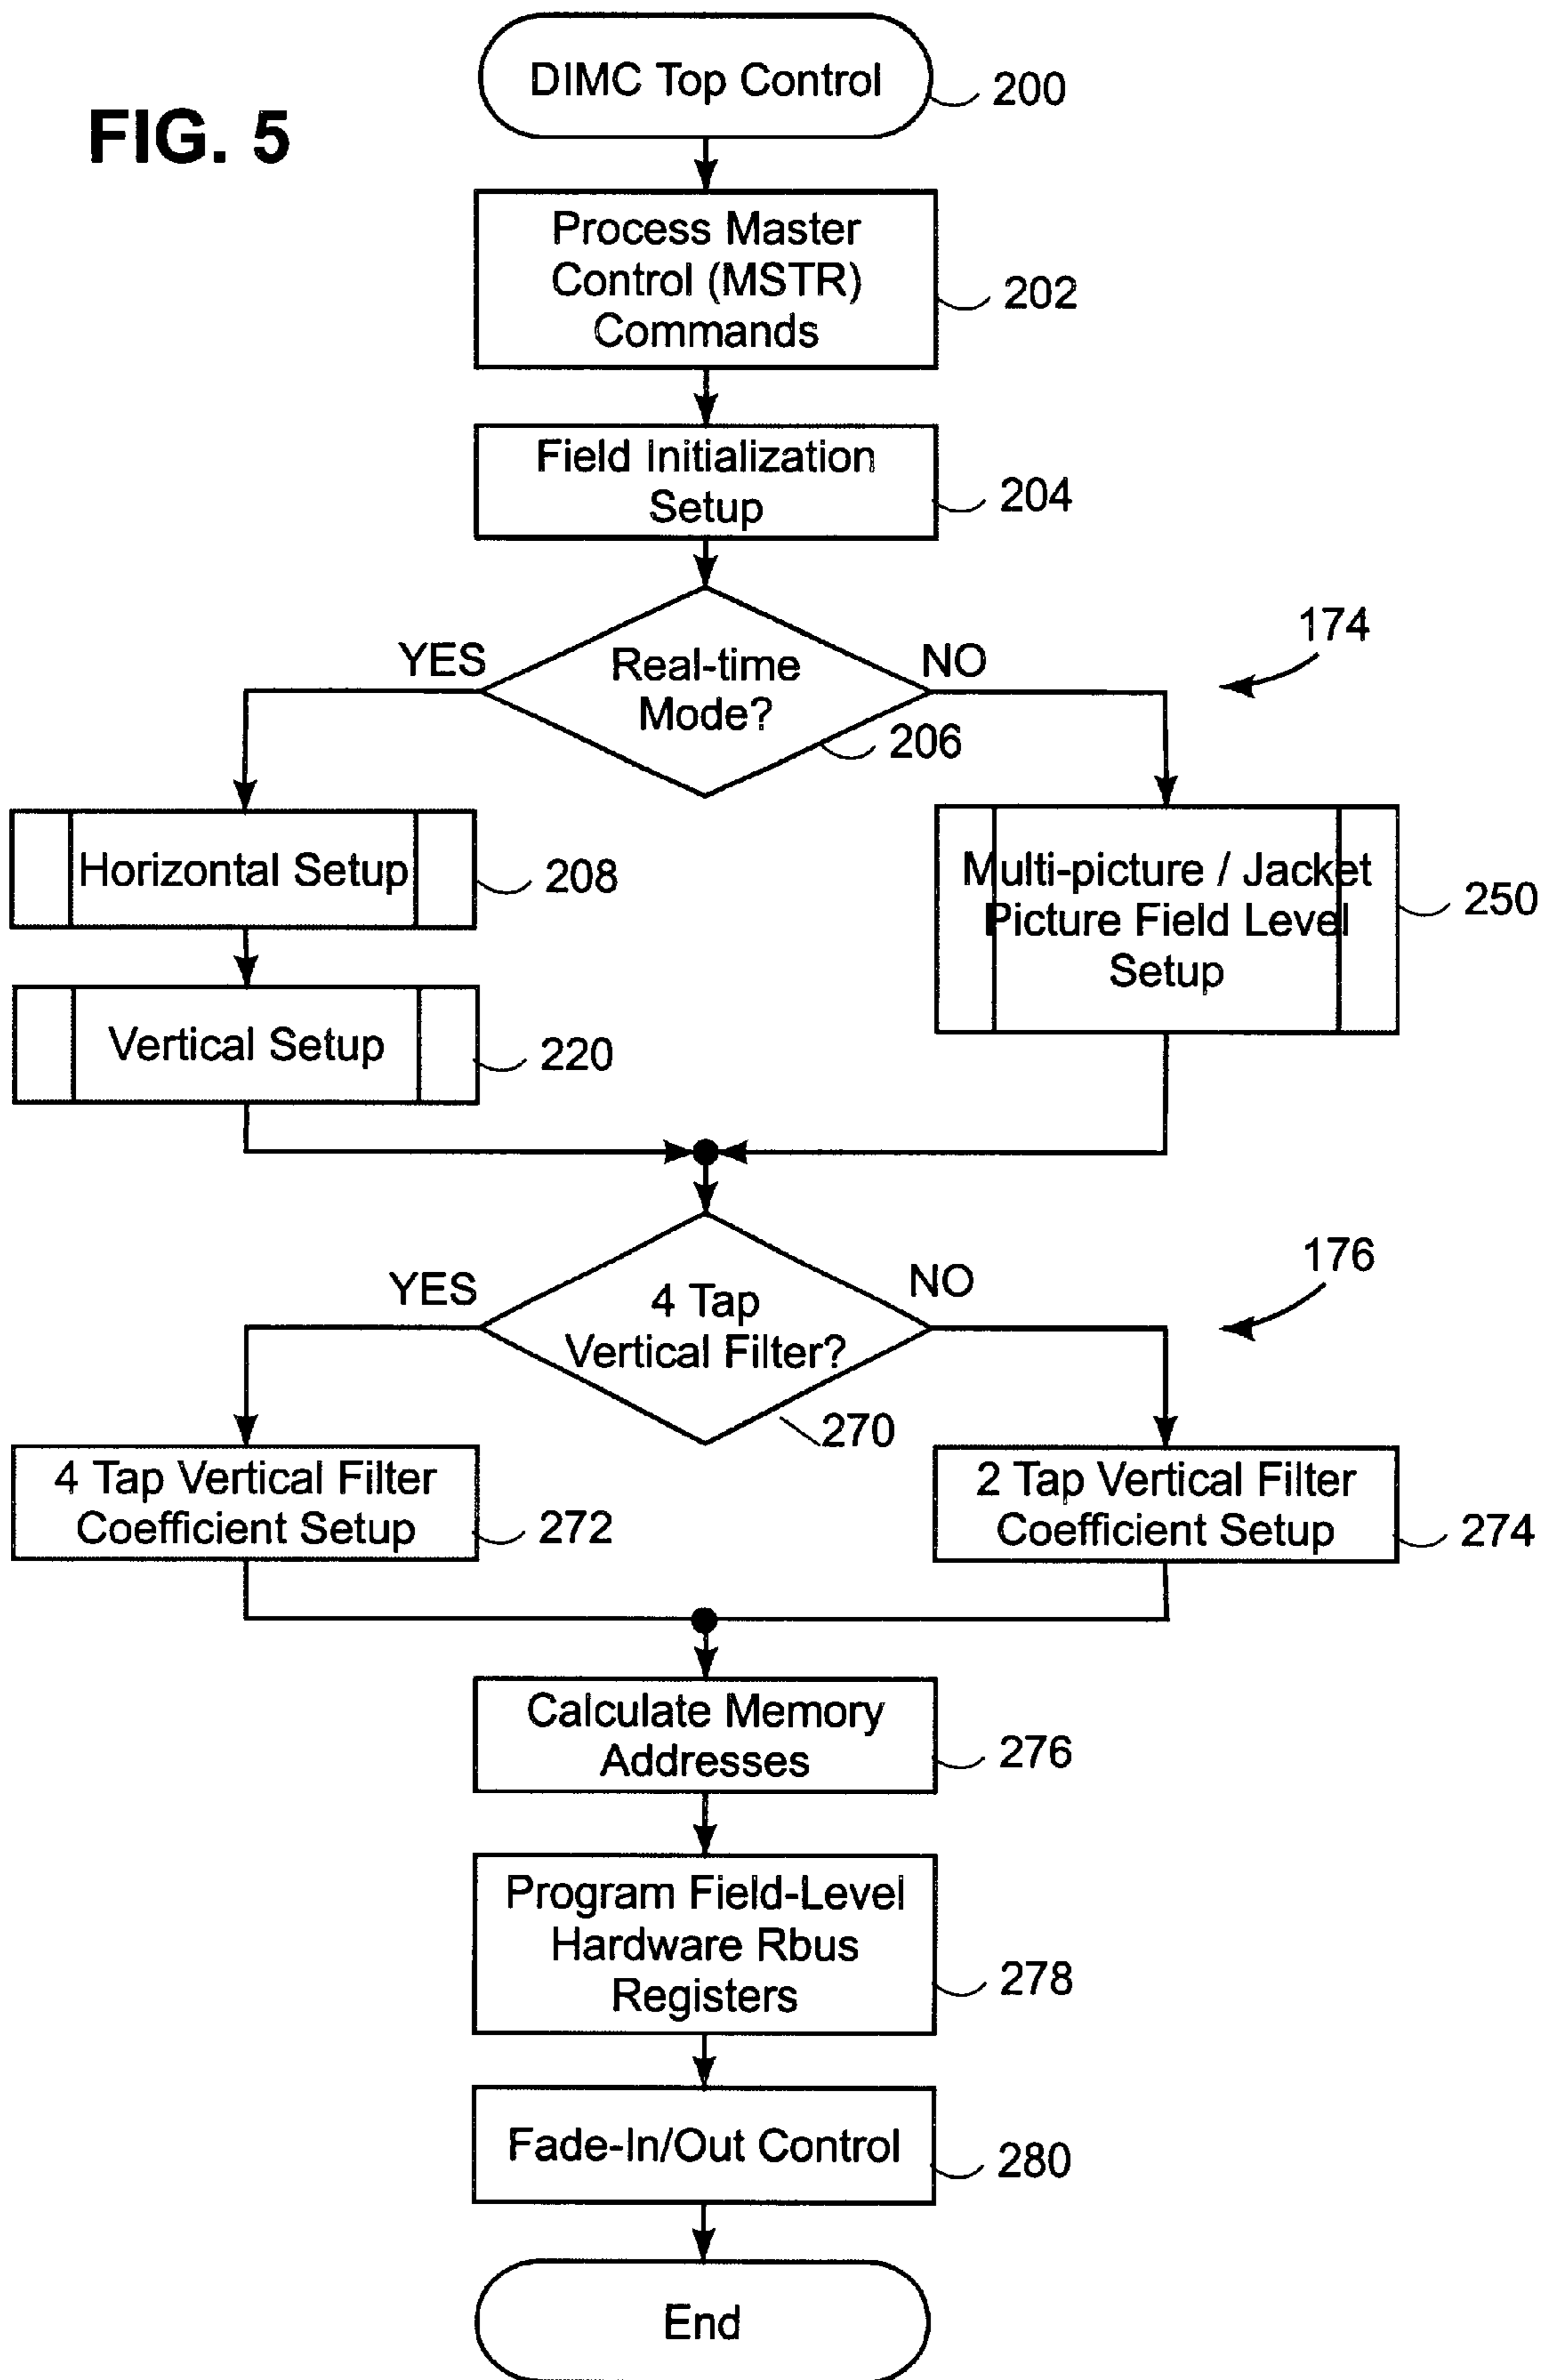 FIG. 5
DIMC Top Control
200
Process Master
Control (MSTR)
Commands
202
Field Initialization
Setup
204
174
YES
Real-time
Mode?
NO
206
Horizontal Setup
208
Multi-picture / Jacket
Picture Field Level
Setup
250
Vertical Setup
220
176
YES
4 Tap
Vertical Filter?
NO
270
4 Tap Vertical Filter
Coefficient Setup
272
2 Tap Vertical Filter
Coefficient Setup
274
Calculate Memory
Addresses
276
Program Field-Level
Hardware Rbus
Registers
278
Fade-In/Out Control
280
End